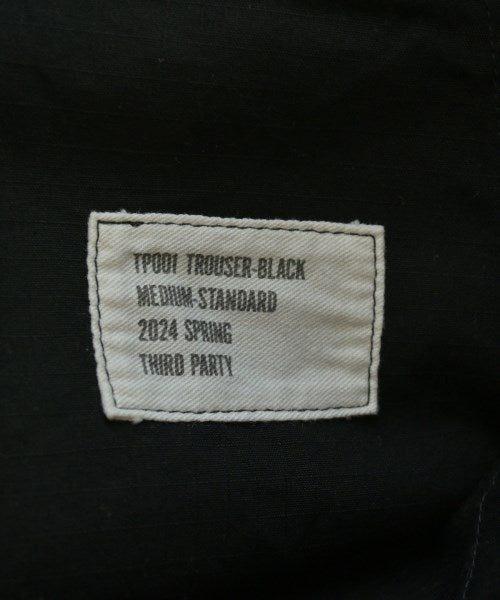 TP001 TROUSER-BLACK
MEDIUM-STANDARD
2024 SPRING
THIRD PARTY